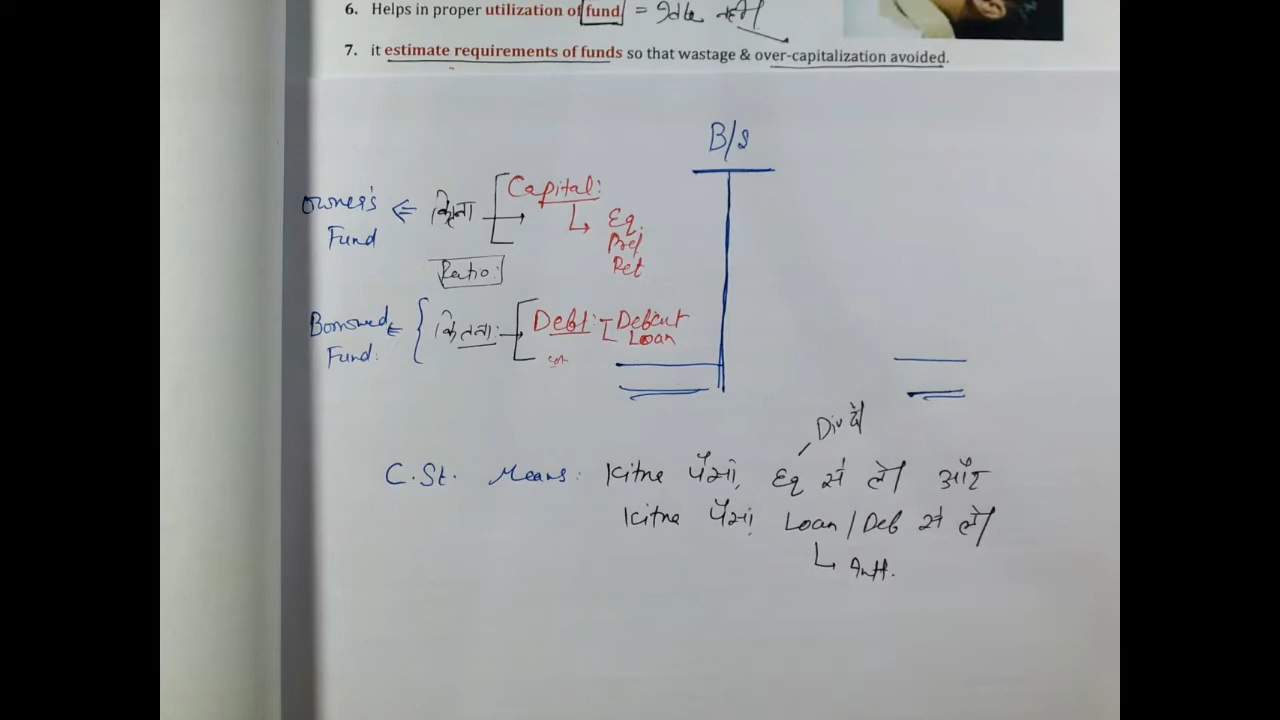 6. Helps in proper utilization of fund = Idle नहीं
7. it estimate requirements of funds so that wastage & over-capitalization avoided.
B/S
Owner's Fund ⇐ कितना → Capital:
↳ Eq.
Pref
Ret
Ratio:
Borrowed Fund. ⇐ कितना: → Debt: Debent
Loan
Div दें
C.St. Means: Kitne पैसा, Eq से लें और
Kitne पैसा, Loan / Deb से लें
↳ Intt.